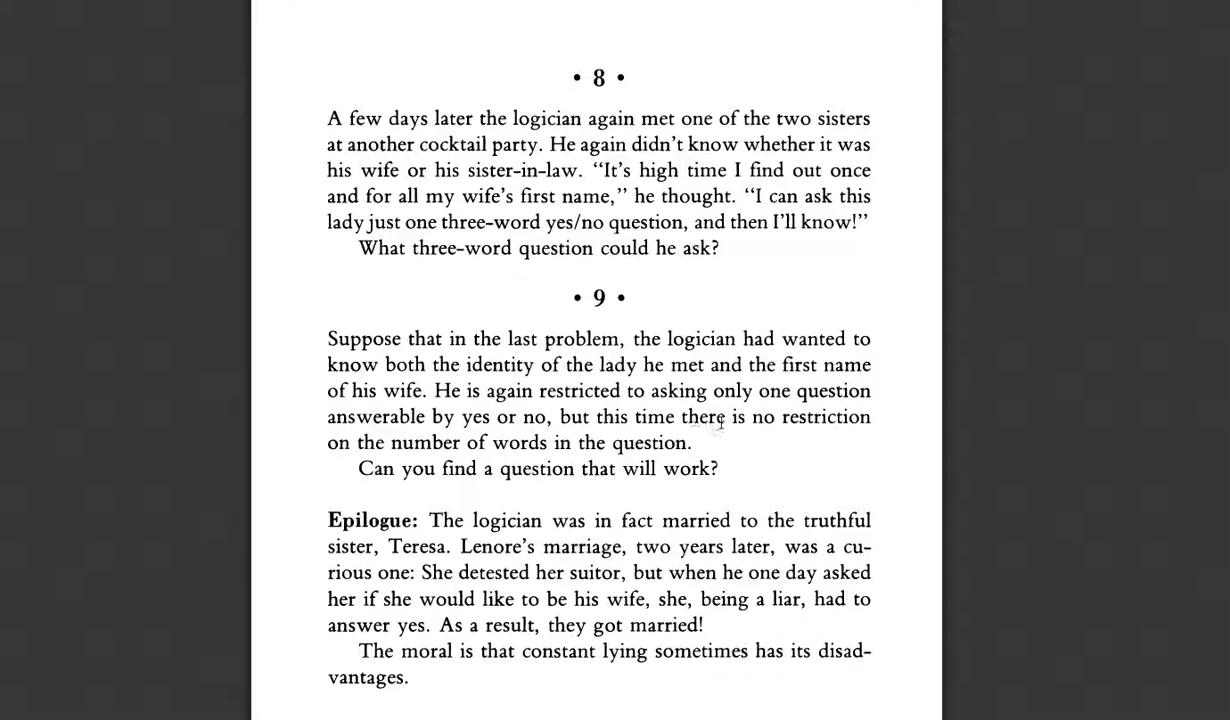 • 8 •
A few days later the logician again met one of the two sisters
at another cocktail party. He again didn't know whether it was
his wife or his sister-in-law. “It's high time I find out once
and for all my wife's first name,” he thought. “I can ask this
lady just one three-word yes/no question, and then I'll know!”
What three-word question could he ask?
• 9 •
Suppose that in the last problem, the logician had wanted to
know both the identity of the lady he met and the first name
of his wife. He is again restricted to asking only one question
answerable by yes or no, but this time there is no restriction
on the number of words in the question.
Can you find a question that will work?
Epilogue: The logician was in fact married to the truthful
sister, Teresa. Lenore's marriage, two years later, was a cu-
rious one: She detested her suitor, but when he one day asked
her if she would like to be his wife, she, being a liar, had to
answer yes. As a result, they got married!
The moral is that constant lying sometimes has its disad-
vantages.